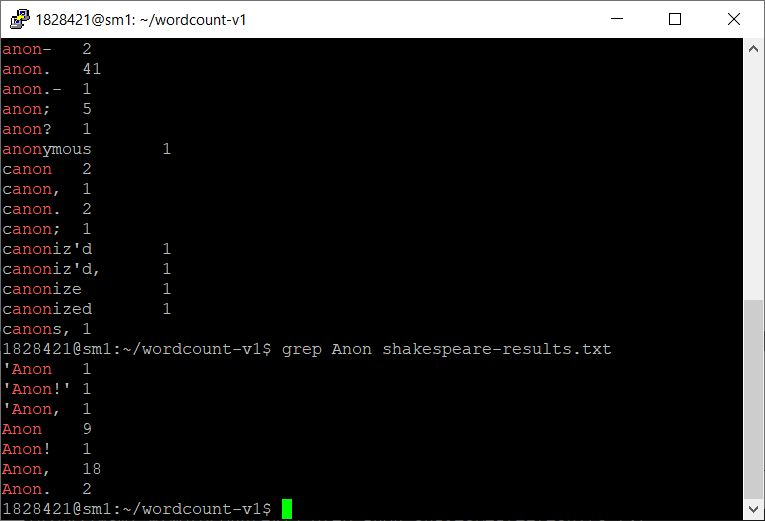 1828421@sm1: ~/wordcount-v1
anon-   2
anon.   41
anon.-  1
anon;   5
anon?   1
anonymous       1
canon   2
canon,  1
canon.  2
canon;  1
canoniz'd       1
canoniz'd,      1
canonize        1
canonized       1
canons, 1
1828421@sm1:~/wordcount-v1$ grep Anon shakespeare-results.txt
'Anon   1
'Anon!' 1
'Anon,  1
Anon    9
Anon!   1
Anon,   18
Anon.   2
1828421@sm1:~/wordcount-v1$